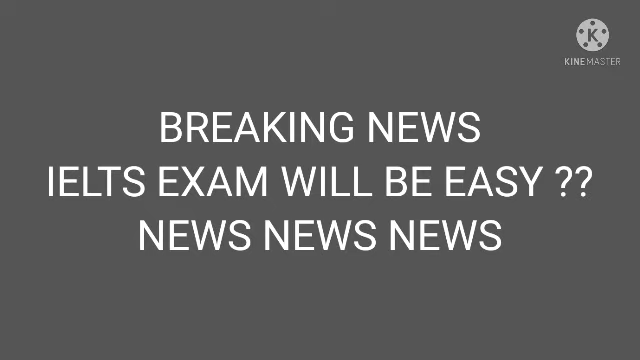 K
KINEMASTER
BREAKING NEWS
IELTS EXAM WILL BE EASY ??
NEWS NEWS NEWS